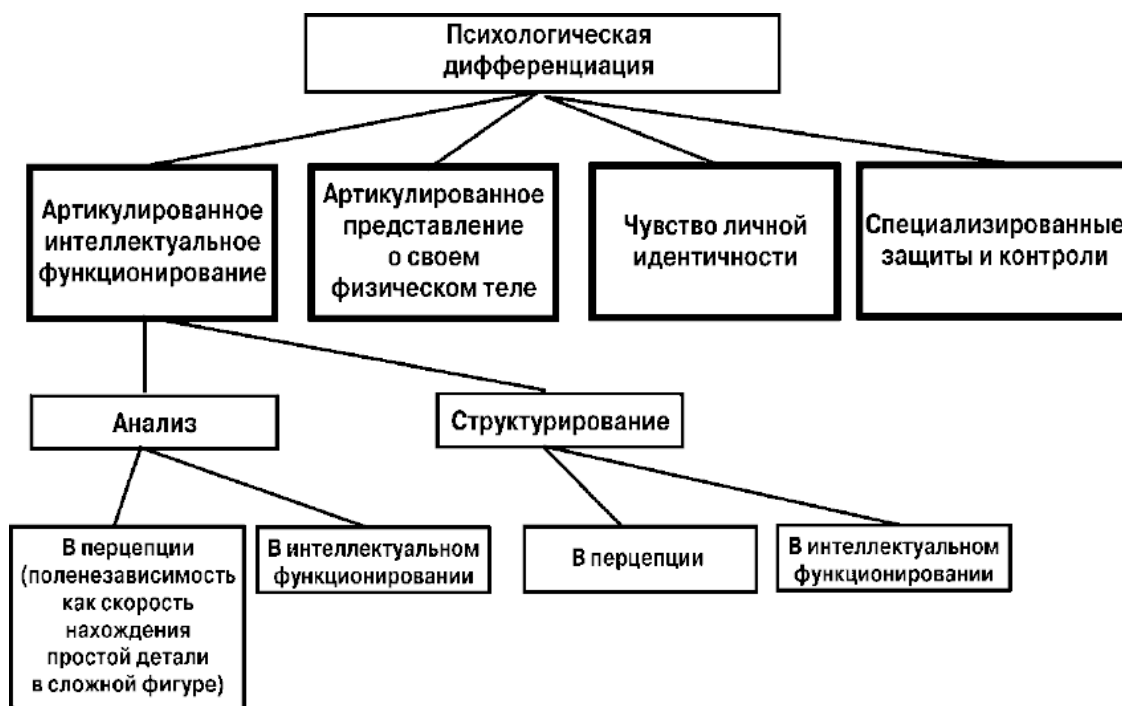 Психологическая
дифференциация
Артикулированное
интеллектуальное
функционирование
Артикулированное
представление
о своем
физическом теле
Чувство личной
идентичности
Специализированные
защиты и контроли
Анализ
Структурирование
В перцепции
(поленезависимость
как скорость
нахождения
простой детали
в сложной фигуре)
В интеллектуальном
функционировании
В перцепции
В интеллектуальном
функционировании